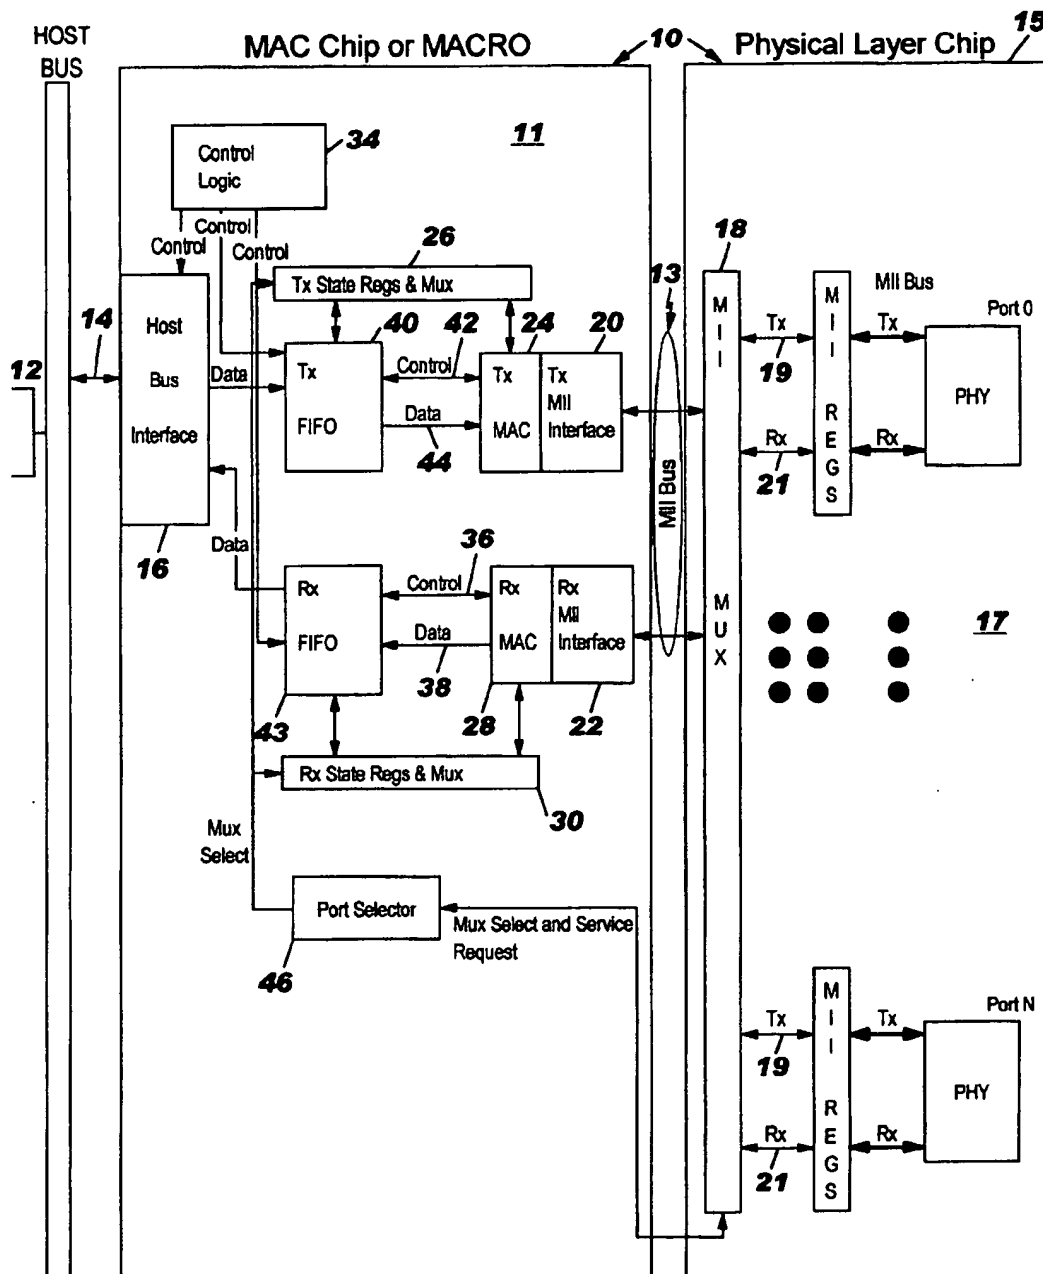 HOST
BUS
MAC Chip or MACRO
10
Physical Layer Chip
15
11
34
Control
Logic
Control
Control
Control
26
Tx State Regs & Mux
18
13
MII Bus
Port 0
14
12
Host
Bus
Interface
16
Data
40
Tx
FIFO
42
Control
Data
44
24
20
Tx
MAC
Tx
MII
Interface
MII Bus
M
I
I
M
U
X
Tx
19
Rx
21
M
I
I
R
E
G
S
Tx
Rx
PHY
Data
36
Rx
FIFO
43
Control
Data
38
Rx
MAC
28
Rx
MII
Interface
22
17
Rx State Regs & Mux
30
Mux
Select
Port Selector
46
Mux Select and Service
Request
Port N
Tx
19
Rx
21
M
I
I
R
E
G
S
Tx
Rx
PHY